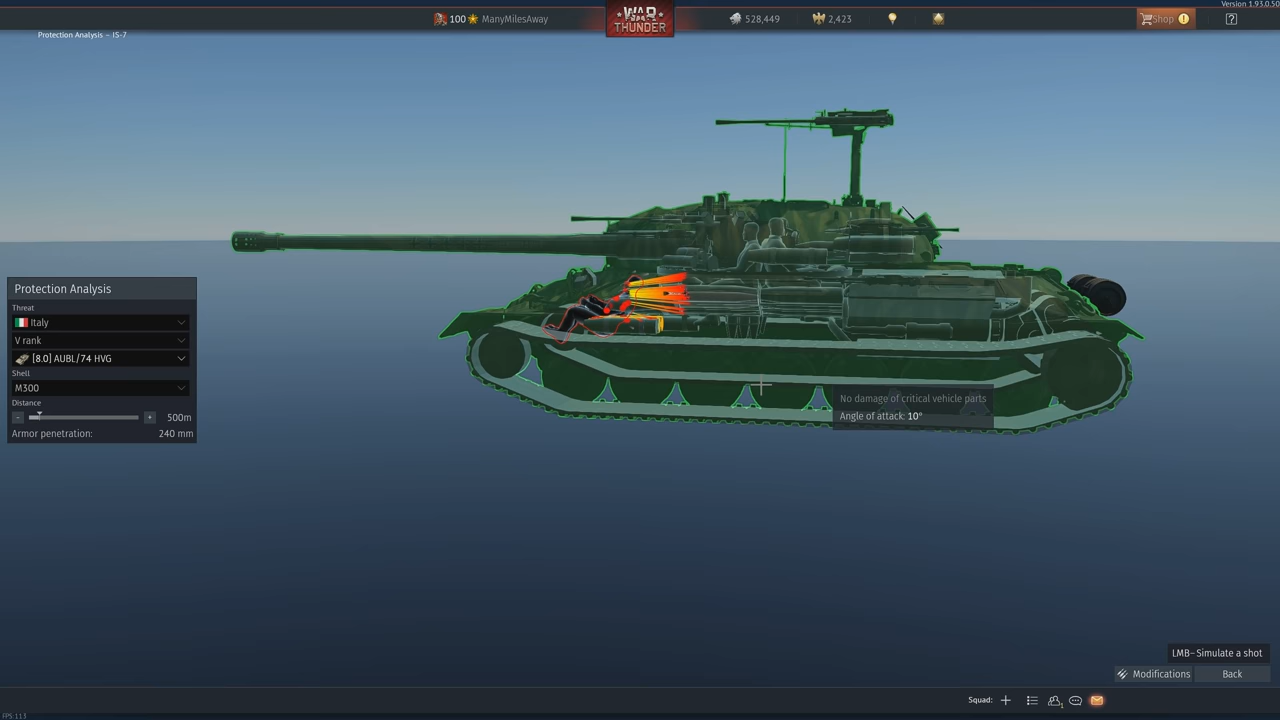 Version 1.93.0.50
100 ManyMilesAway
WAR THUNDER
528,449
2,423
Shop
Protection Analysis – IS-7
Protection Analysis
Threat
Italy
V rank
[8.0] AUBL/74 HVG
Shell
M300
Distance
- + 500m
Armor penetration: 240 mm
No damage of critical vehicle parts
Angle of attack: 10°
LMB– Simulate a shot
Modifications
Back
Squad:
FPS 113